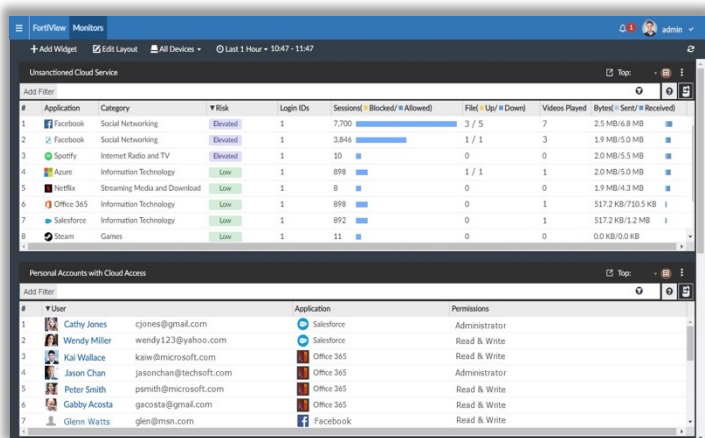 FortiView Monitors 1 admin
Add Widget Edit Layout All Devices Last 1 Hour 10:47 - 11:47
Unsanctioned Cloud Service Top:
Add Filter
# Application Category ▼Risk Login IDs Sessions( Blocked/ Allowed) File( Up/ Down) Videos Played Bytes( Sent/ Received)
1 Facebook Social Networking Elevated 1 7,700 3 / 5 7 2.5 MB/6.8 MB
2 Facebook Social Networking Elevated 1 3,846 1 / 1 3 1.9 MB/5.0 MB
3 Spotify Internet Radio and TV Elevated 1 10 0 0 2.0 MB/5.5 MB
4 Azure Information Technology Low 1 898 1 / 1 1 2.0 MB/5.0 MB
5 Netflix Streaming Media and Download Low 1 8 0 0 1.9 MB/4.3 MB
6 Office 365 Information Technology Low 1 898 0 1 517.2 KB/710.5 KB
7 Salesforce Information Technology Low 1 892 0 1 517.2 KB/1.2 MB
8 Steam Games Low 1 11 0 0 0.0 KB/0.0 KB
Personal Accounts with Cloud Access Top:
Add Filter
# ▼User Application Permissions
1 Cathy Jones cjones@gmail.com Salesforce Administrator
2 Wendy Miller wendy123@yahoo.com Salesforce Read & Write
3 Kai Wallace kaiw@microsoft.com Office 365 Read & Write
4 Jason Chan jasonchan@techsoft.com Office 365 Administrator
5 Peter Smith psmith@microsoft.com Office 365 Read & Write
6 Gabby Acosta gacosta@gmail.com Office 365 Read & Write
7 Glenn Watts glen@msn.com Facebook Read & Write